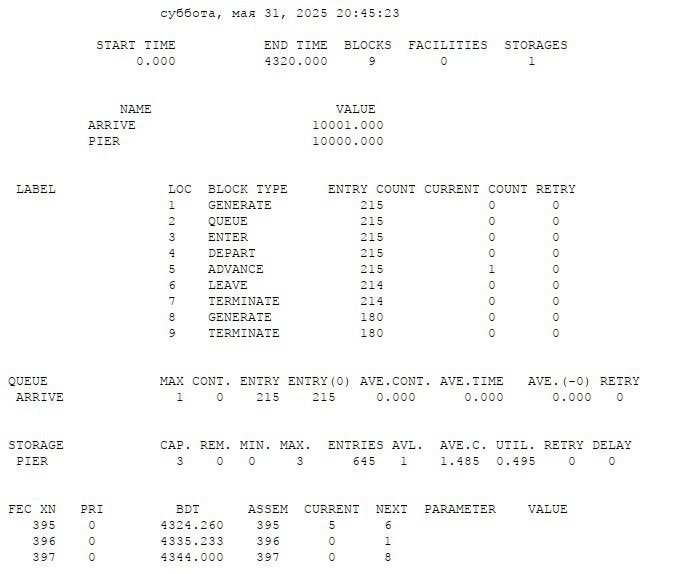 суббота, мая 31, 2025 20:45:23
START TIME END TIME BLOCKS FACILITIES STORAGES
0.000 4320.000 9 0 1
NAME VALUE
ARRIVE 10001.000
PIER 10000.000
LABEL LOC BLOCK TYPE ENTRY COUNT CURRENT COUNT RETRY
1 GENERATE 215 0 0
2 QUEUE 215 0 0
3 ENTER 215 0 0
4 DEPART 215 0 0
5 ADVANCE 215 1 0
6 LEAVE 214 0 0
7 TERMINATE 214 0 0
8 GENERATE 180 0 0
9 TERMINATE 180 0 0
QUEUE MAX CONT. ENTRY ENTRY(0) AVE.CONT. AVE.TIME AVE.(-0) RETRY
ARRIVE 1 0 215 215 0.000 0.000 0.000 0
STORAGE CAP. REM. MIN. MAX. ENTRIES AVL. AVE.C. UTIL. RETRY DELAY
PIER 3 0 0 3 645 1 1.485 0.495 0 0
FEC XN PRI BDT ASSEM CURRENT NEXT PARAMETER VALUE
395 0 4324.260 395 5 6
396 0 4335.233 396 0 1
397 0 4344.000 397 0 8